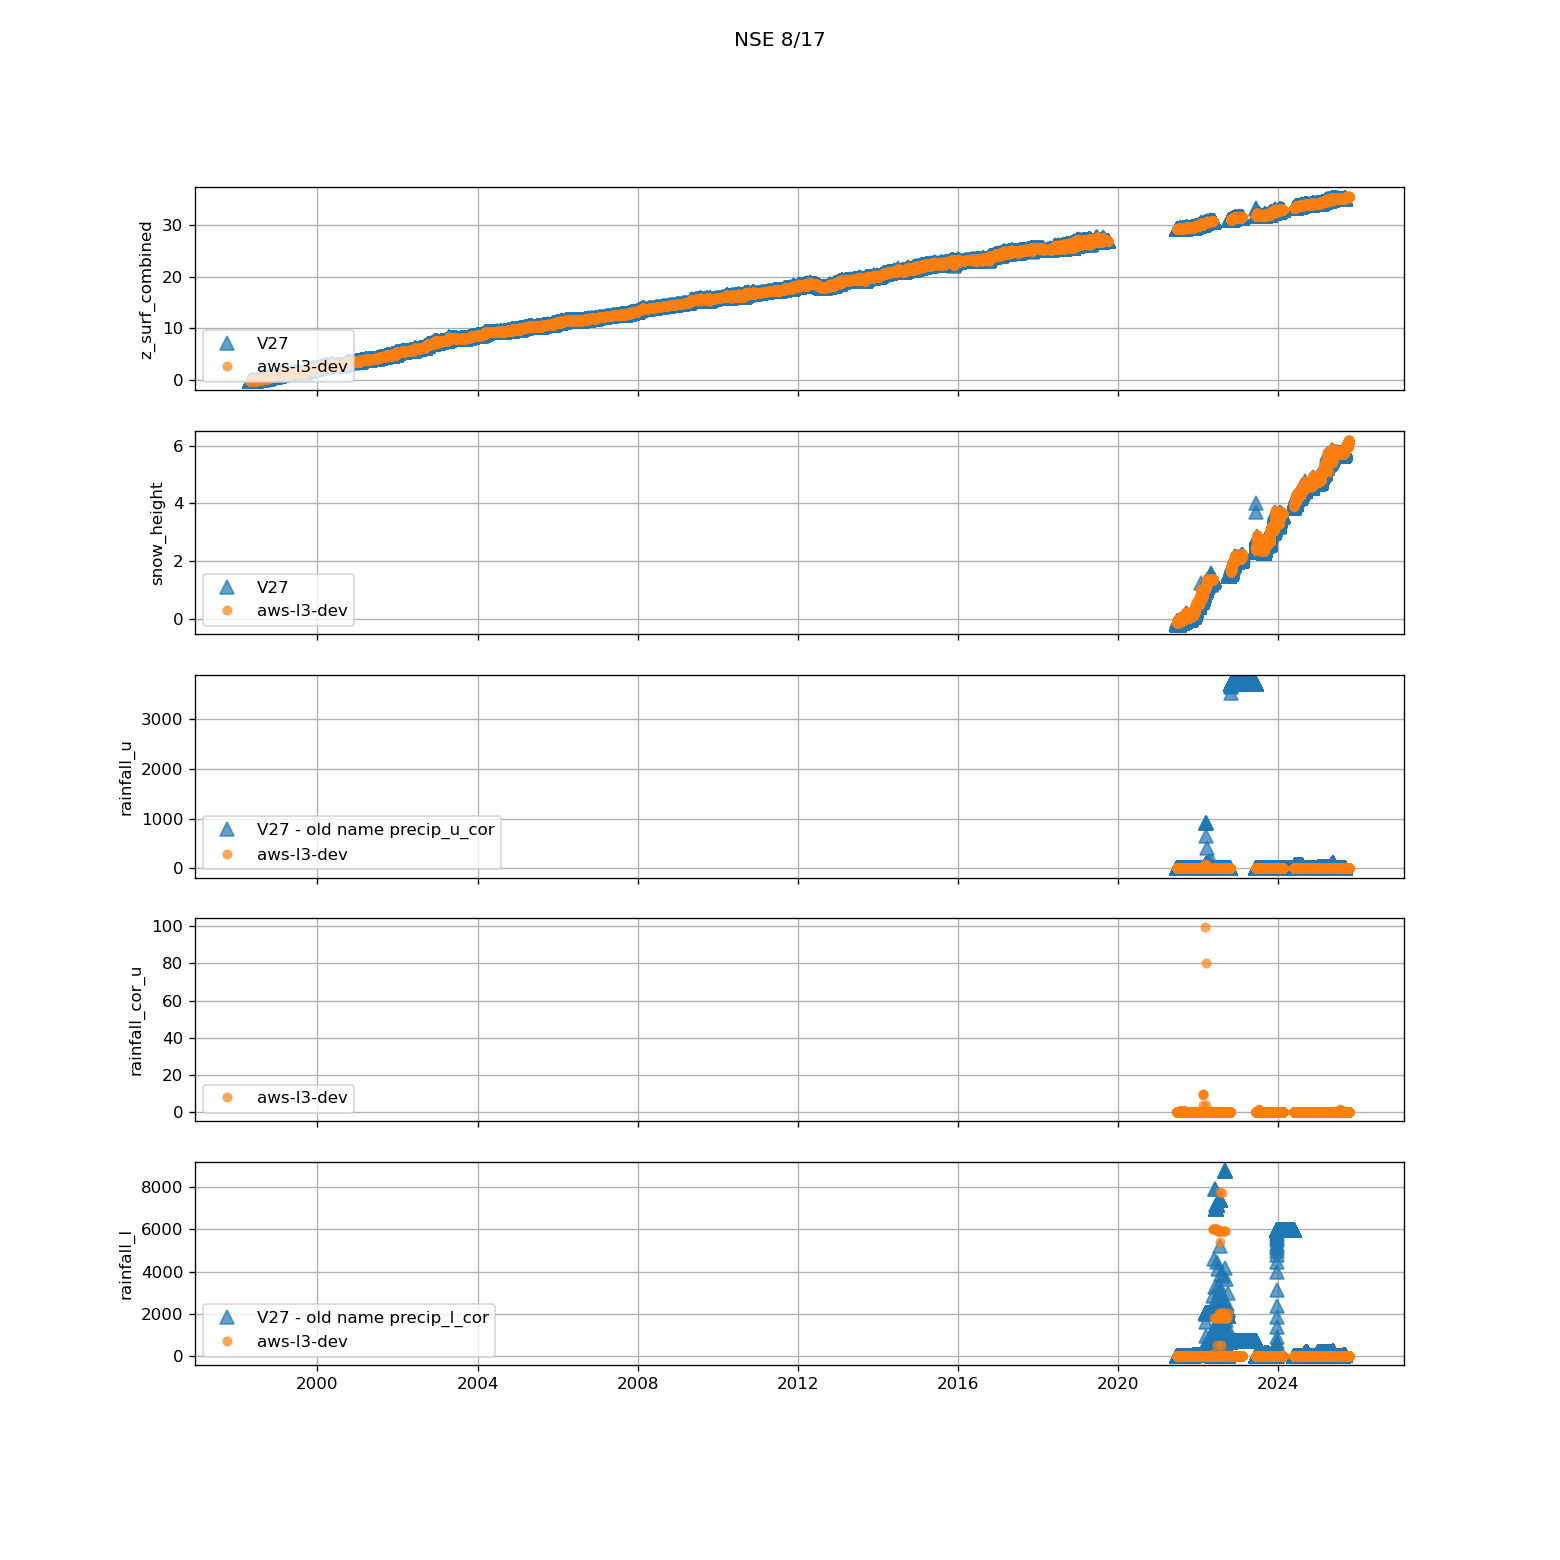 NSE 8/17
z_surf_combined
30
20
10
0
V27
aws-l3-dev
snow_height
6
4
2
0
V27
aws-l3-dev
rainfall_u
3000
2000
1000
0
V27 - old name precip_u_cor
aws-l3-dev
rainfall_cor_u
100
80
60
40
20
0
aws-l3-dev
rainfall_l
8000
6000
4000
2000
0
V27 - old name precip_l_cor
aws-l3-dev
2000 2004 2008 2012 2016 2020 2024